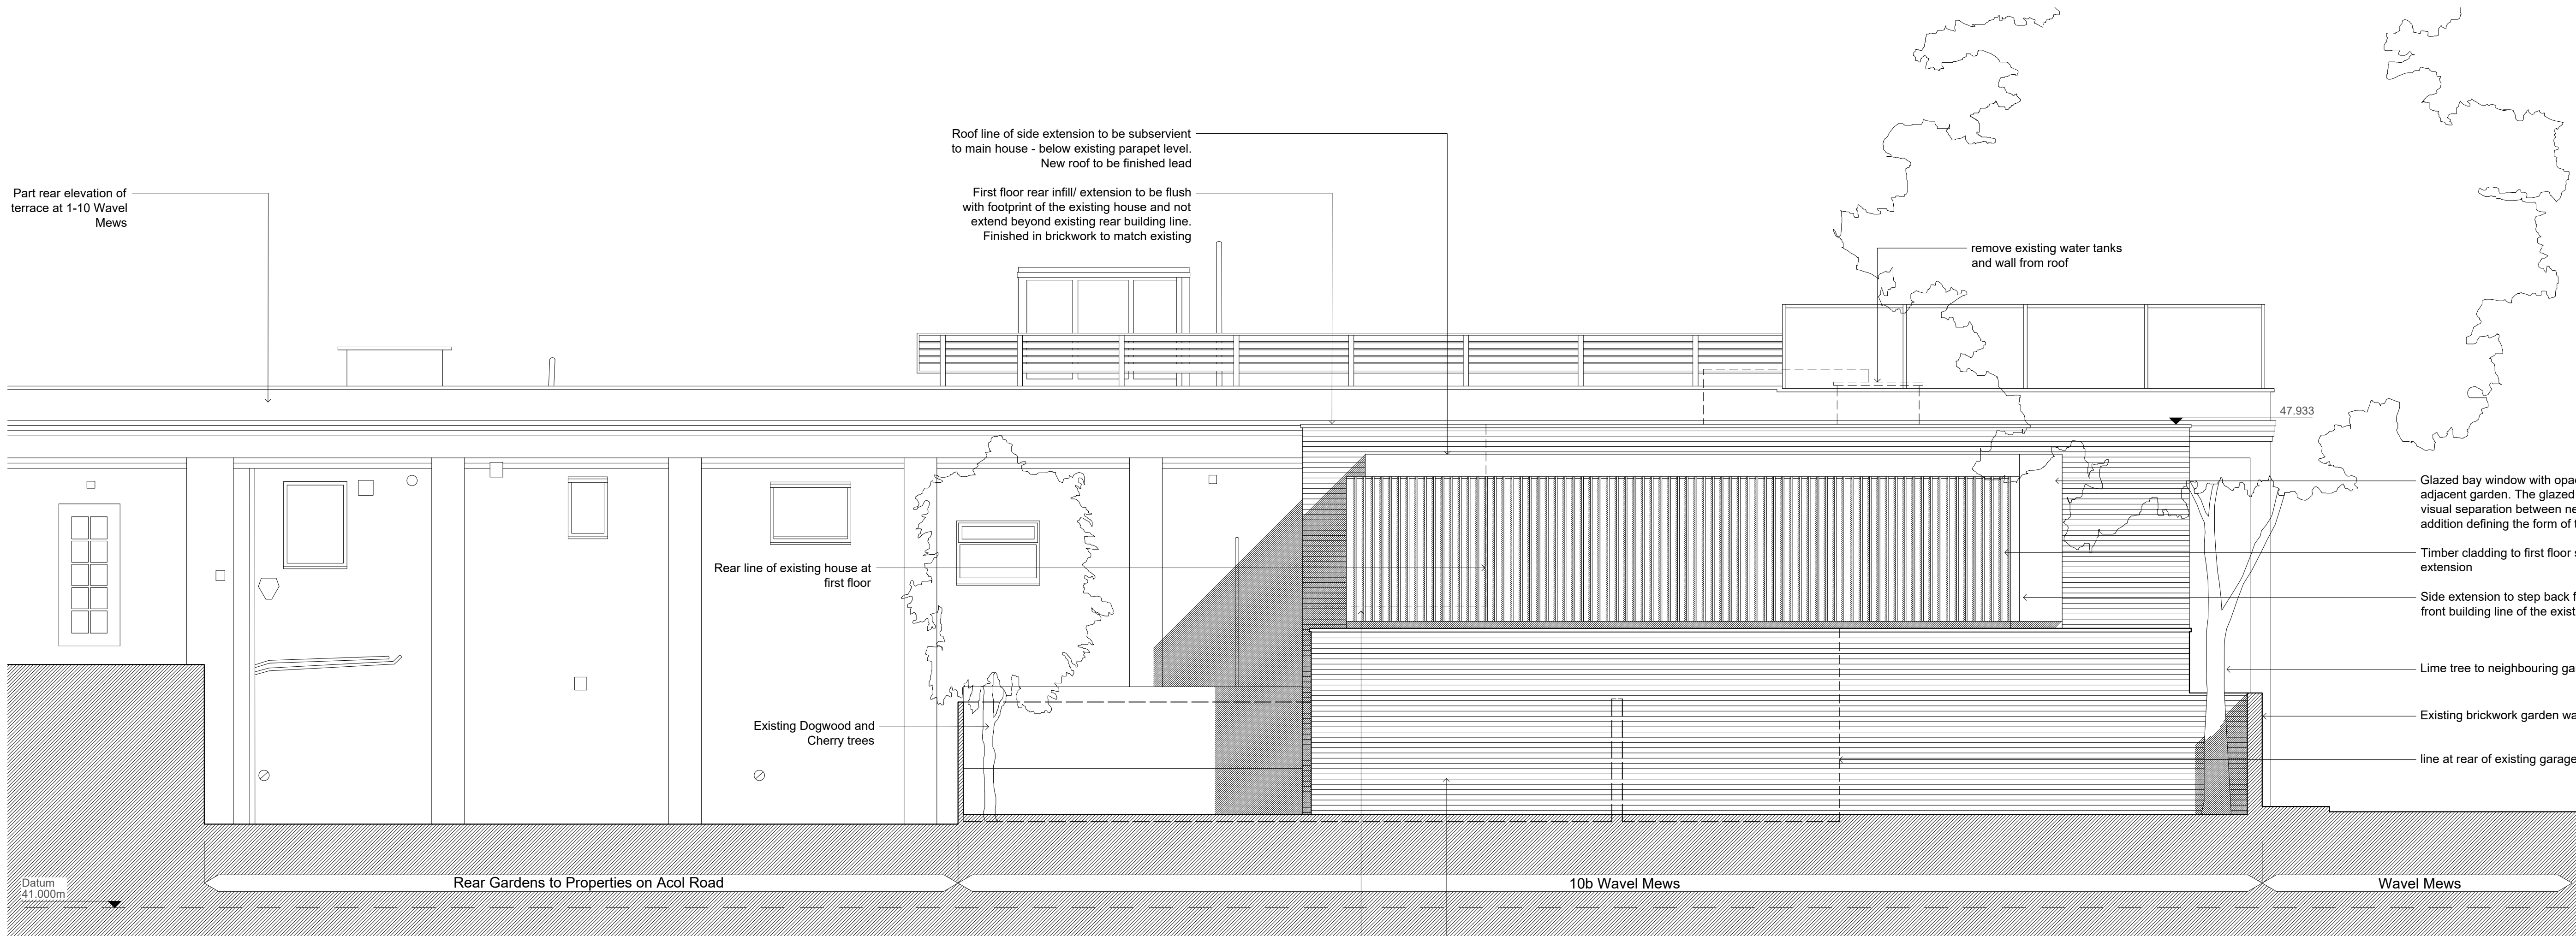 Roof line of side extension to be subservient
to main house - below existing parapet level.
New roof to be finished lead
Part rear elevation of
terrace at 1-10 Wavel
Mews
First floor rear infill/ extension to be flush
with footprint of the existing house and not
extend beyond existing rear building line.
Finished in brickwork to match existing
remove existing water tanks
and wall from roof
47.933
Glazed bay window with
adjacent garden. The glazed
visual separation between
addition defining the form of
Timber cladding to first floor
extension
Side extension to step back
front building line of the
Rear line of existing house at
first floor
Lime tree to neighbouring
Existing brickwork garden
Existing Dogwood and
Cherry trees
line at rear of existing garage
Datum
41.000m
Rear Gardens to Properties on Acol Road
10b Wavel Mews
Wavel Mews